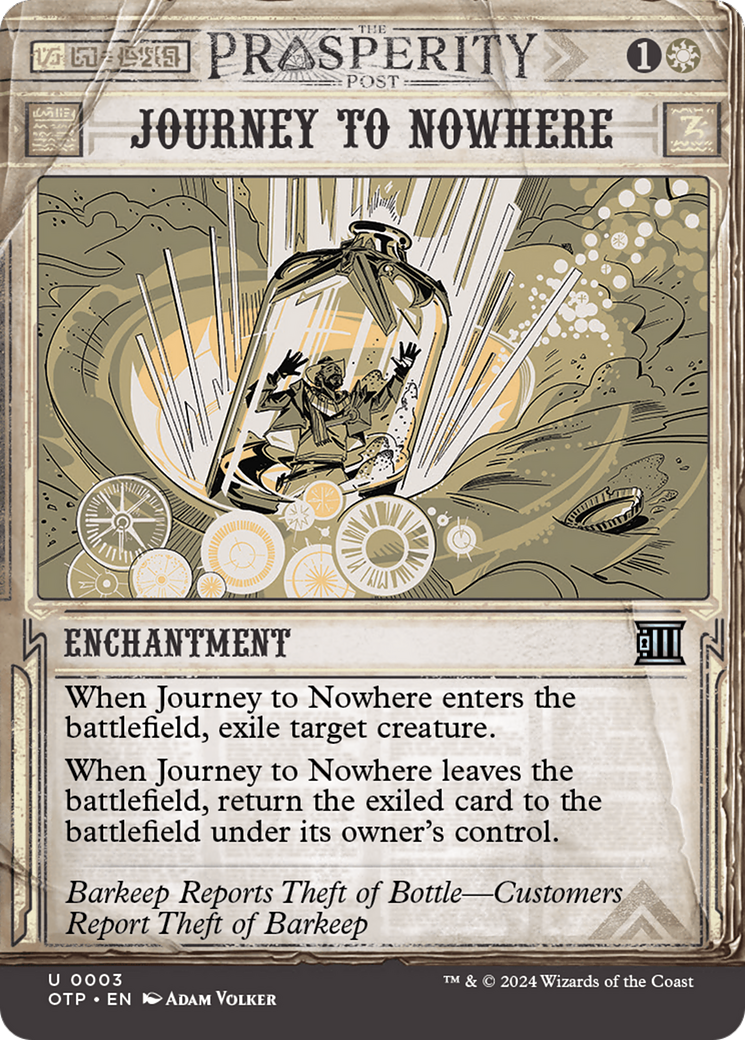 THE
PROSPERITY
POST
1
JOURNEY TO NOWHERE
ENCHANTMENT
When Journey to Nowhere enters the
battlefield, exile target creature.
When Journey to Nowhere leaves the
battlefield, return the exiled card to the
battlefield under its owner's control.
Barkeep Reports Theft of Bottle—Customers
Report Theft of Barkeep
U 0003
OTP • EN ADAM VOLKER
™ & © 2024 Wizards of the Coast